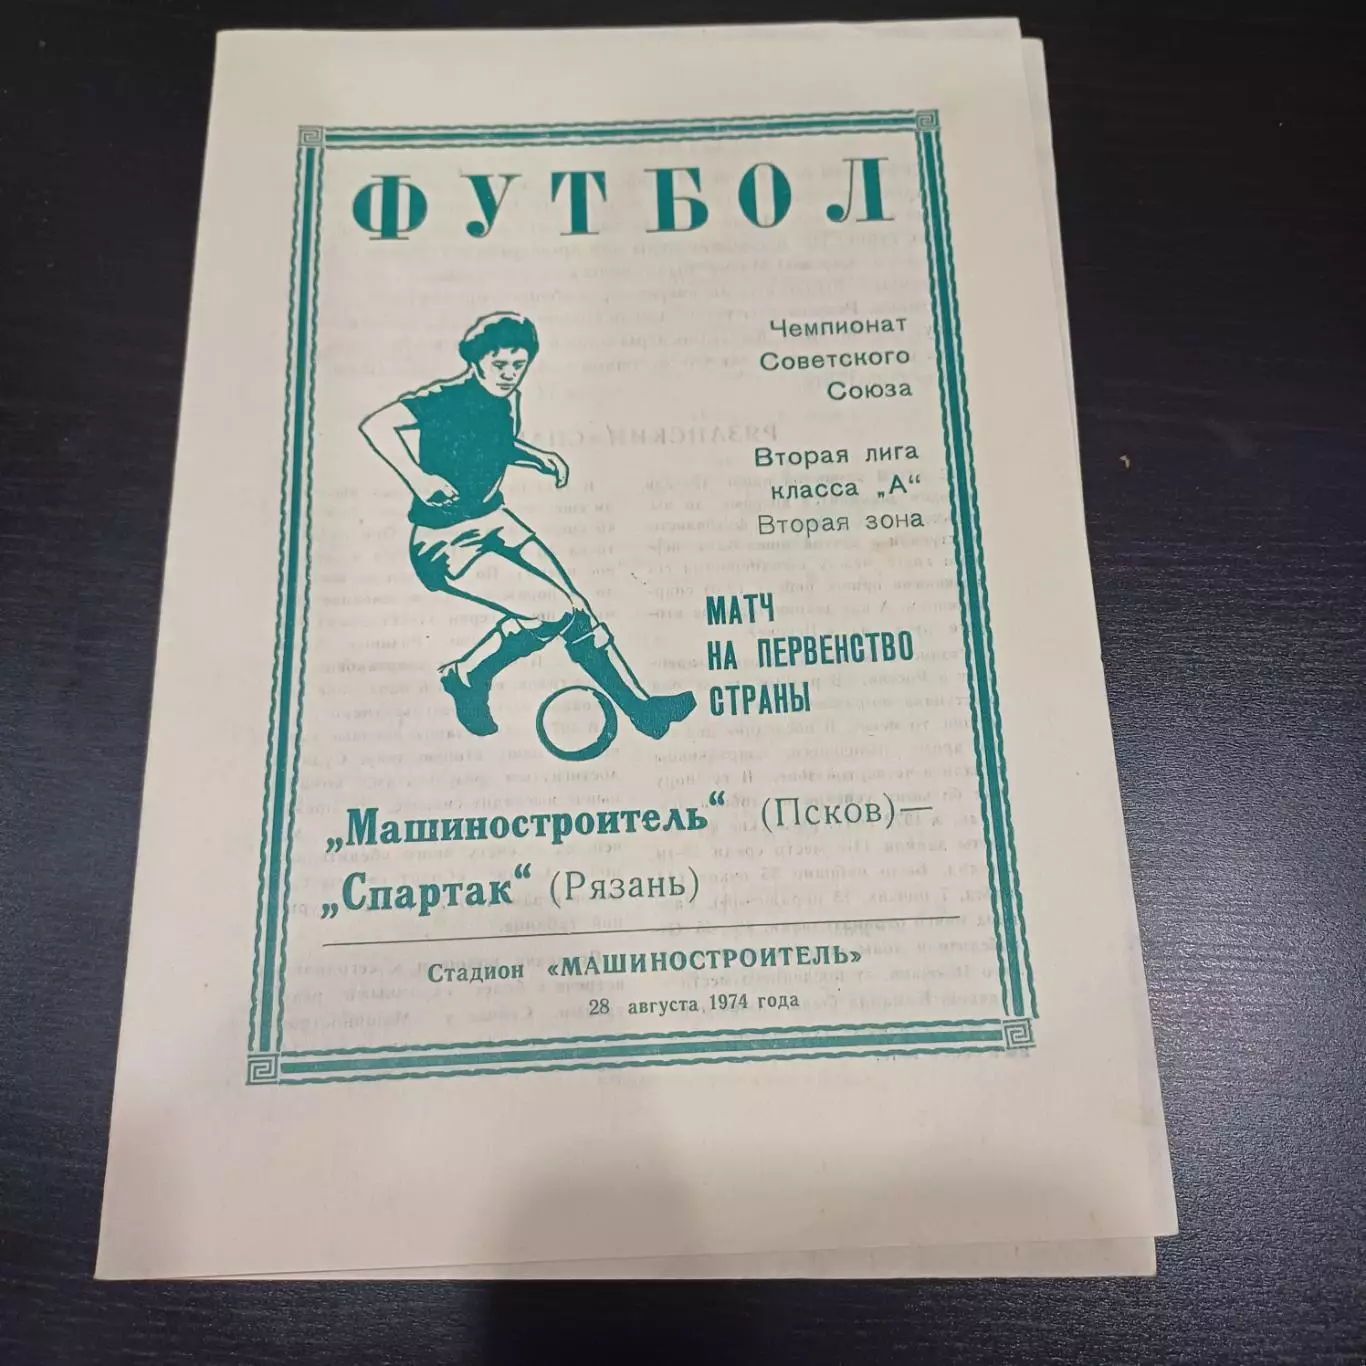 ФУТБОЛ
Чемпионат
Советского
Союза
Вторая лига
класса „А“
Вторая зона
МАТЧ
НА ПЕРВЕНСТВО
СТРАНЫ
„Машиностроитель“ (Псков)—
„Спартак“ (Рязань)
Стадион «МАШИНОСТРОИТЕЛЬ»
28 августа, 1974 года